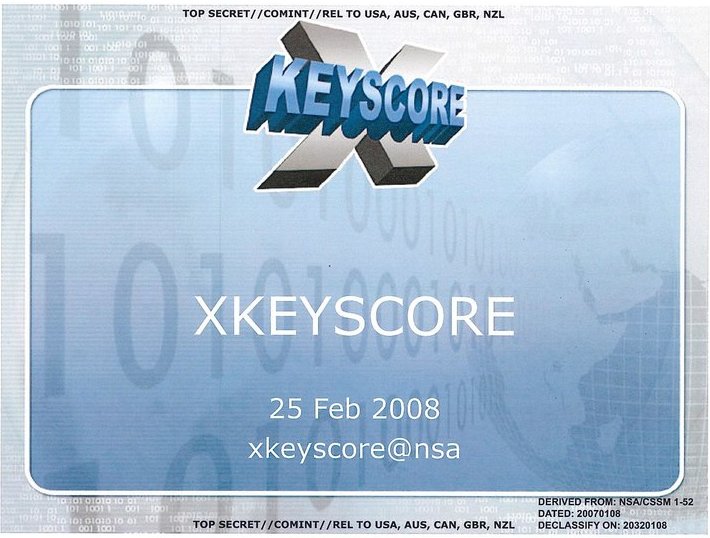 TOP SECRET//COMINT//REL TO USA, AUS, CAN, GBR, NZL
X
KEYSCORE
XKEYSCORE
25 Feb 2008
xkeyscore@nsa
DERIVED FROM: NSA/CSSM 1-52
DATED: 20070108
TOP SECRET//COMINT//REL TO USA, AUS, CAN, GBR, NZL
DECLASSIFY ON: 20320108